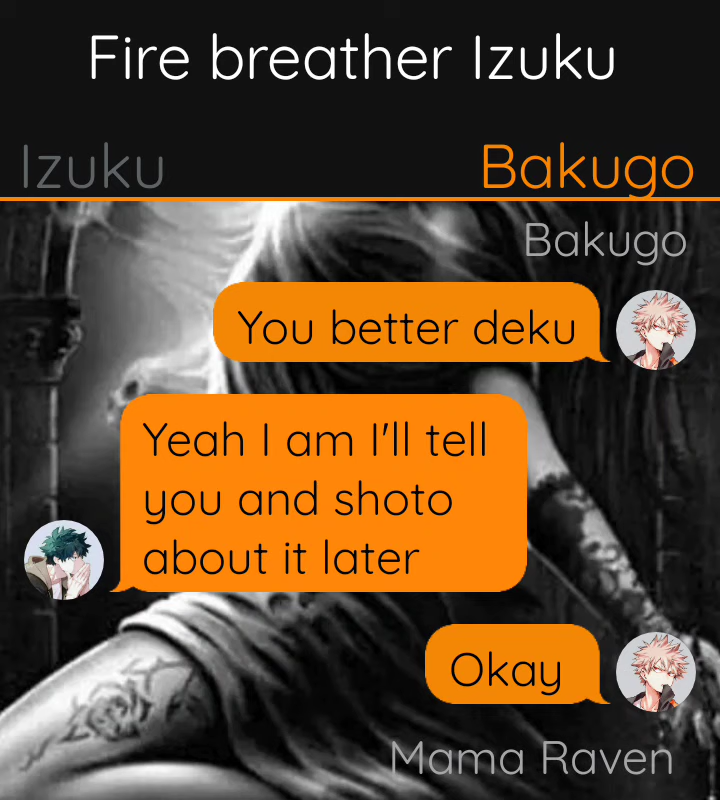 Fire breather Izuku
Izuku Bakugo
Bakugo
You better deku
Yeah I am I'll tell
you and shoto
about it later
Okay
Mama Raven